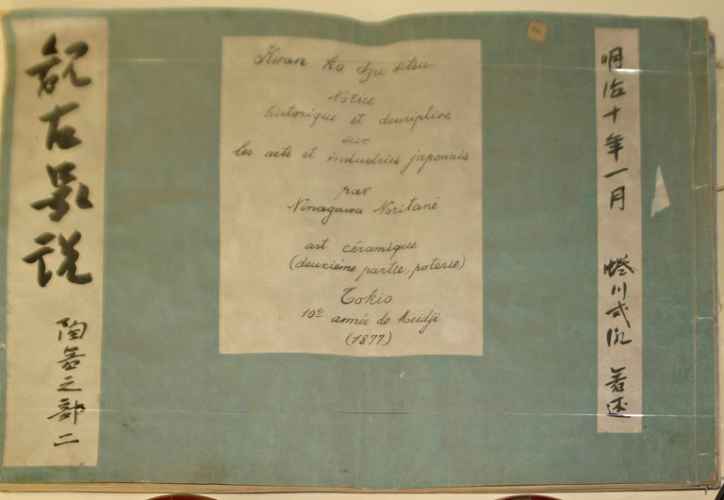 観古図説
陶器之部二
Kwan ko dzu setsu
Notice
historique et descriptive
sur
les arts et industries japonais
par
Ninagawa Noritané
art céramique
(deuxième partie, poterie)
Tokio
10e année de Meidji
(1877)
明治十年一月 蜷川式胤 著述